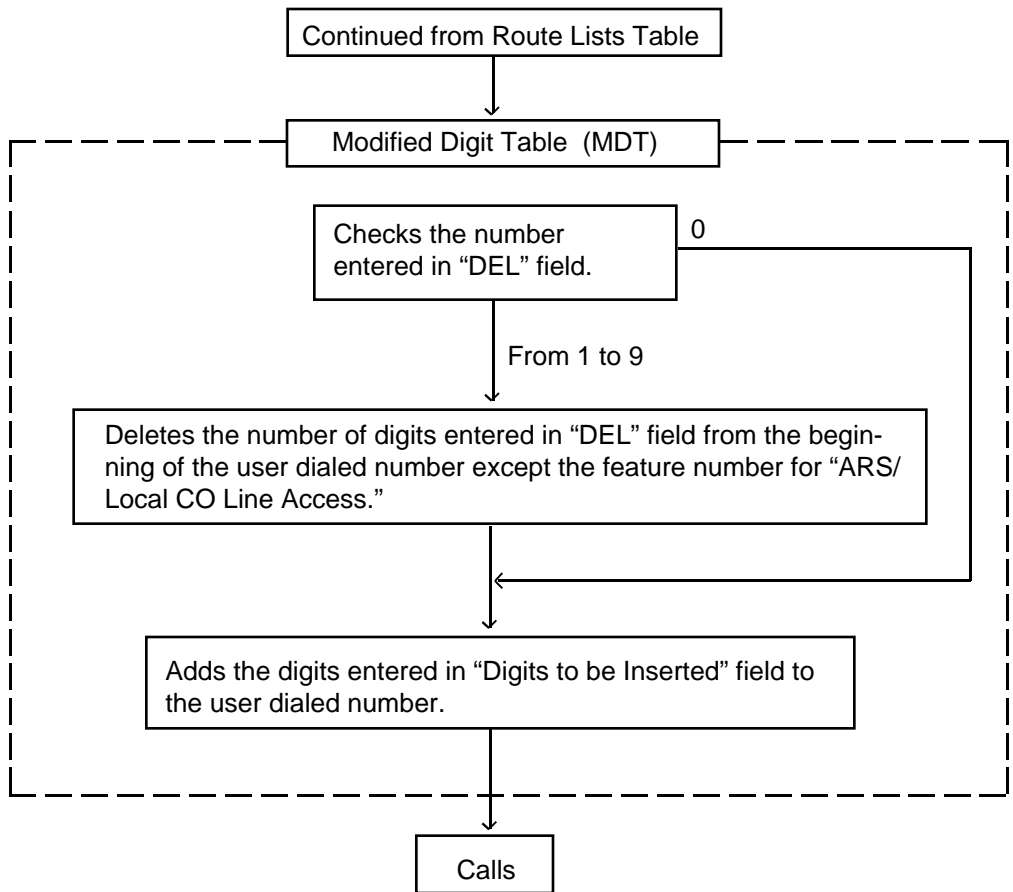 Continued from Route Lists Table
Modified Digit Table (MDT)
Checks the number
entered in “DEL” field.
0
From 1 to 9
Deletes the number of digits entered in “DEL” field from the begin-
ning of the user dialed number except the feature number for “ARS/
Local CO Line Access.”
Adds the digits entered in “Digits to be Inserted” field to
the user dialed number.
Calls